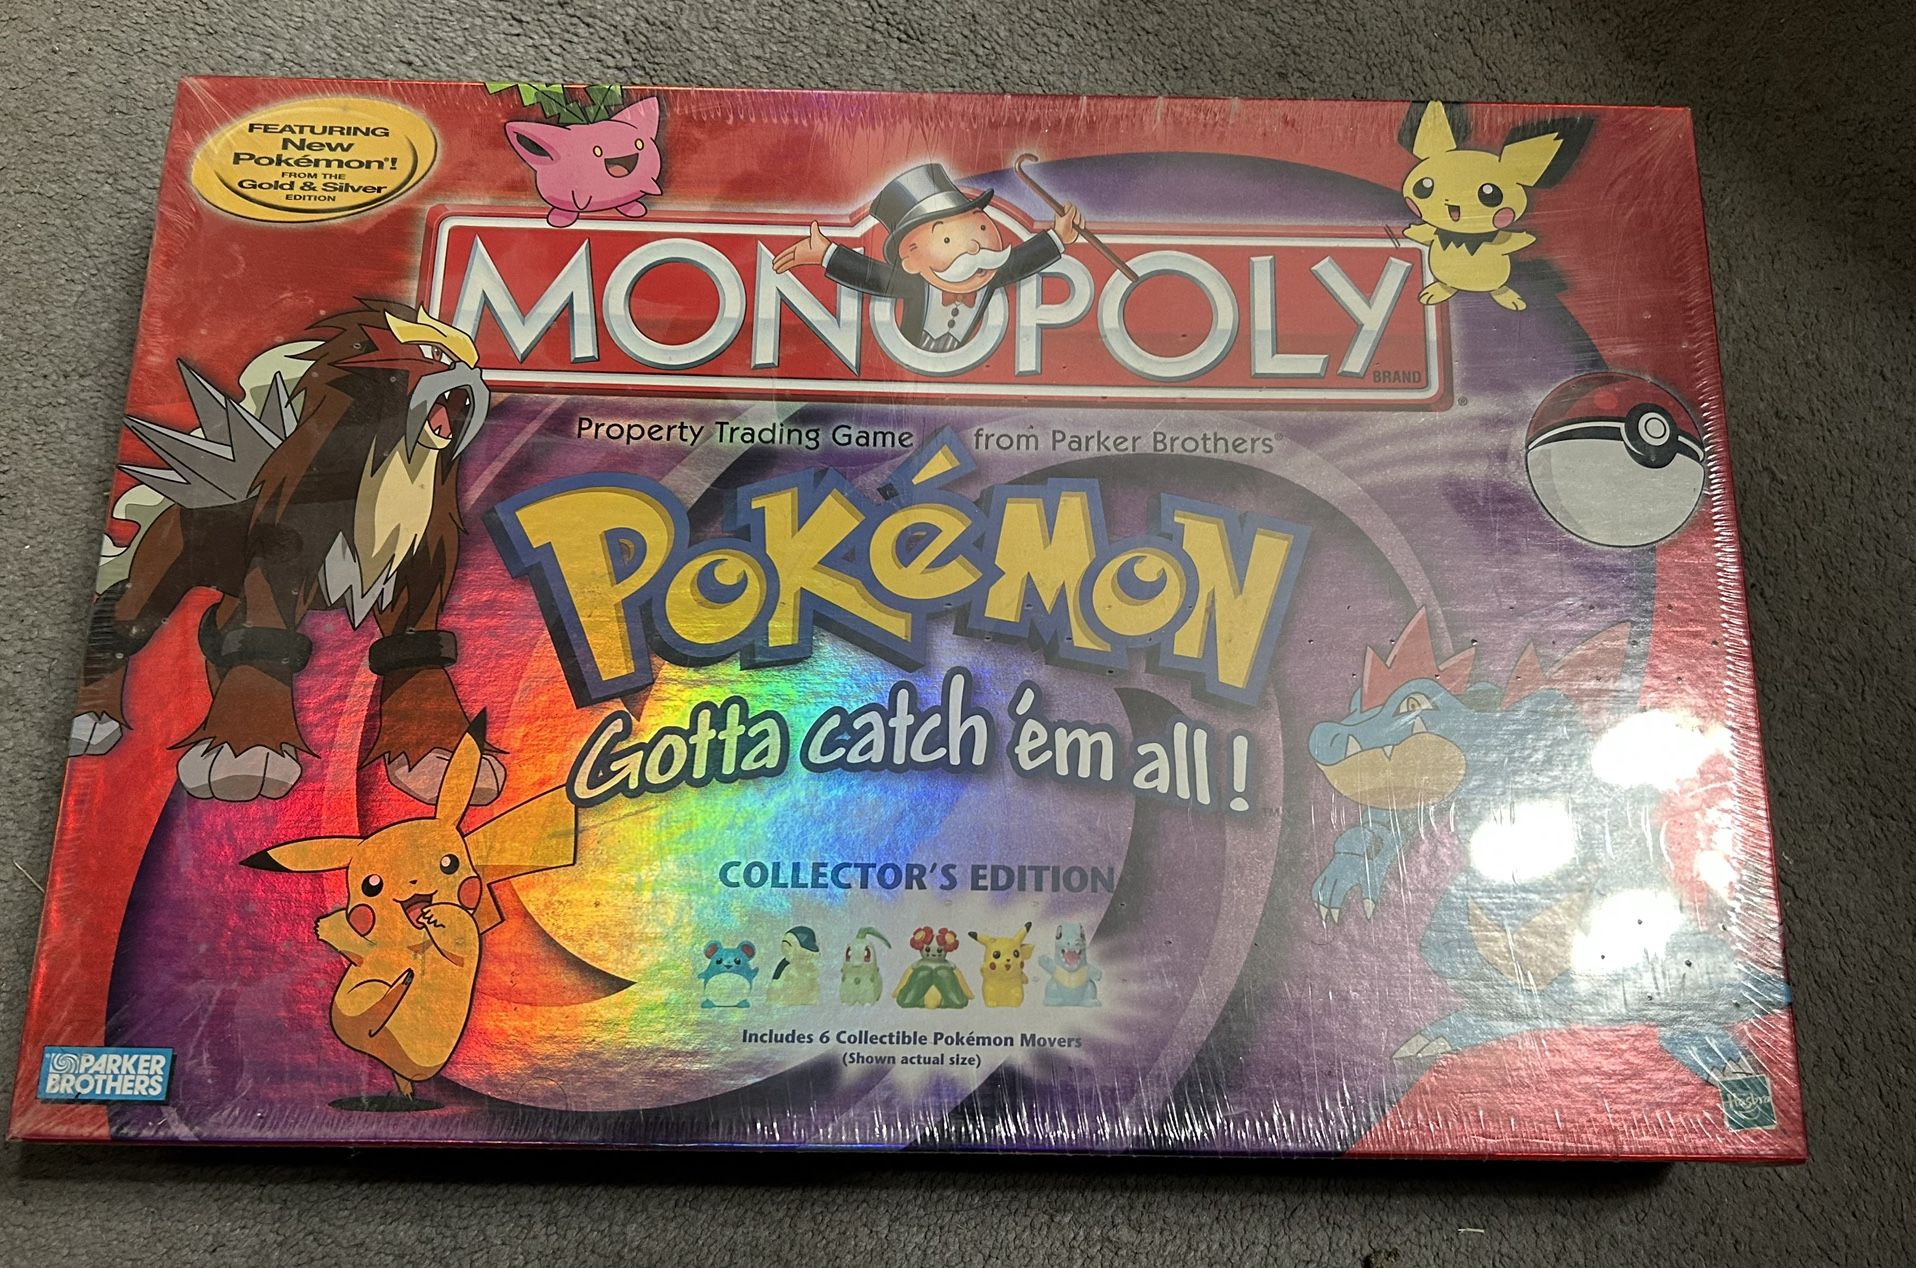 FEATURING
New
Pokémon®!
FROM THE
Gold & Silver
EDITION
MONOPOLY
BRAND
®
Property Trading Game from Parker Brothers®
POKéMON
Gotta catch 'em all!
TM
COLLECTOR'S EDITION
Includes 6 Collectible Pokémon Movers
(Shown actual size)
PARKER
BROTHERS
Hasbro